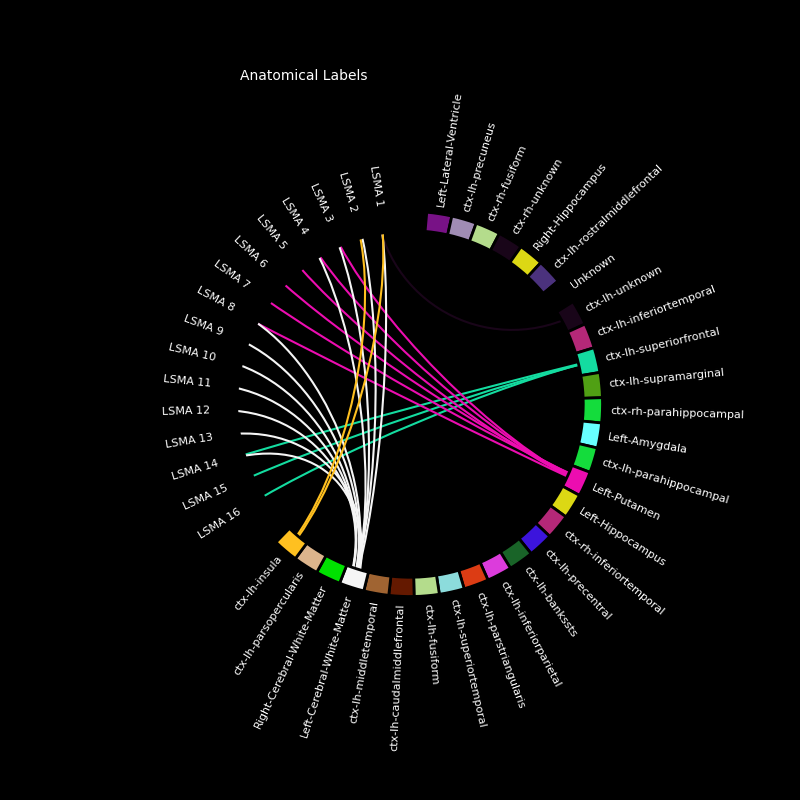 Anatomical Labels
Left-Lateral-Ventricle
ctx-lh-precuneus
ctx-rh-fusiform
ctx-rh-unknown
Right-Hippocampus
ctx-lh-rostralmiddlefrontal
Unknown
ctx-lh-unknown
ctx-lh-inferiortemporal
ctx-lh-superiorfrontal
ctx-lh-supramarginal
ctx-rh-parahippocampal
Left-Amygdala
ctx-lh-parahippocampal
Left-Putamen
Left-Hippocampus
ctx-rh-inferiortemporal
ctx-lh-precentral
ctx-lh-bankssts
ctx-lh-inferiorparietal
ctx-lh-parstriangularis
ctx-lh-superiortemporal
ctx-lh-fusiform
ctx-lh-caudalmiddlefrontal
ctx-lh-middletemporal
Left-Cerebral-White-Matter
Right-Cerebral-White-Matter
ctx-lh-parsopercularis
ctx-lh-insula
LSMA 16
LSMA 15
LSMA 14
LSMA 13
LSMA 12
LSMA 11
LSMA 10
LSMA 9
LSMA 8
LSMA 7
LSMA 6
LSMA 5
LSMA 4
LSMA 3
LSMA 2
LSMA 1